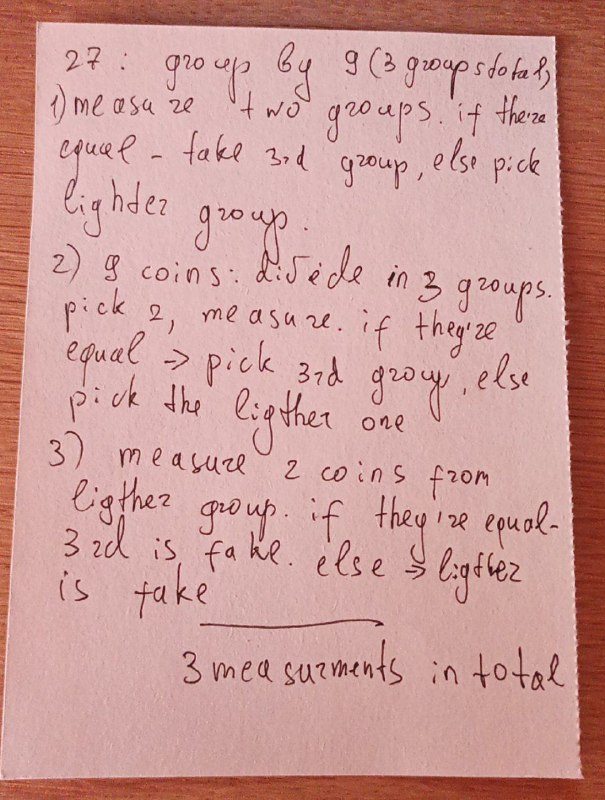 27: group by 9 (3 groups total)
1) measure two groups. if they're
equal - take 3rd group, else pick
lighter group.
2) 9 coins: divide in 3 groups.
pick 2, measure. if they're
equal => pick 3rd group, else
pick the ligther one
3) measure 2 coins from
ligther group. if they're equal-
3rd is fake. else => ligther
is fake
3 measurments in total